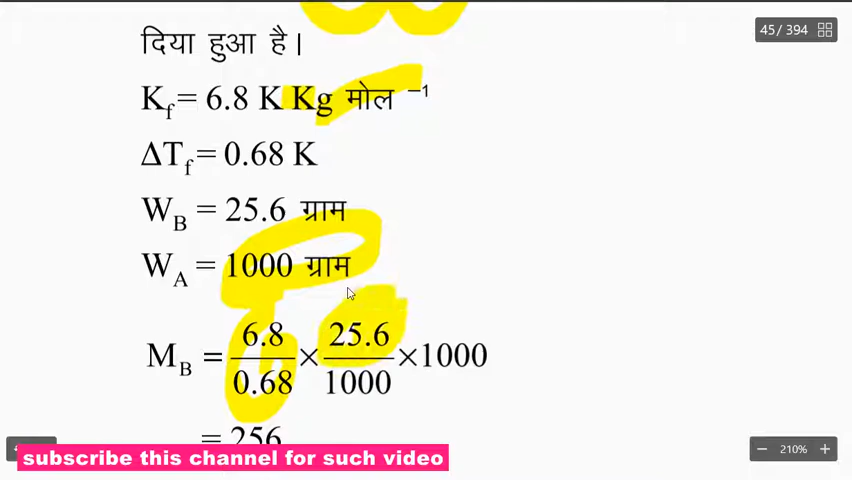 45 / 394
दिया हुआ है।
K_f = 6.8 K Kg मोल ⁻¹
ΔT_f = 0.68 K
W_B = 25.6 ग्राम
W_A = 1000 ग्राम
M_B = 6.8/0.68 × 25.6/1000 ×1000
= 256
subscribe this channel for such video
210%